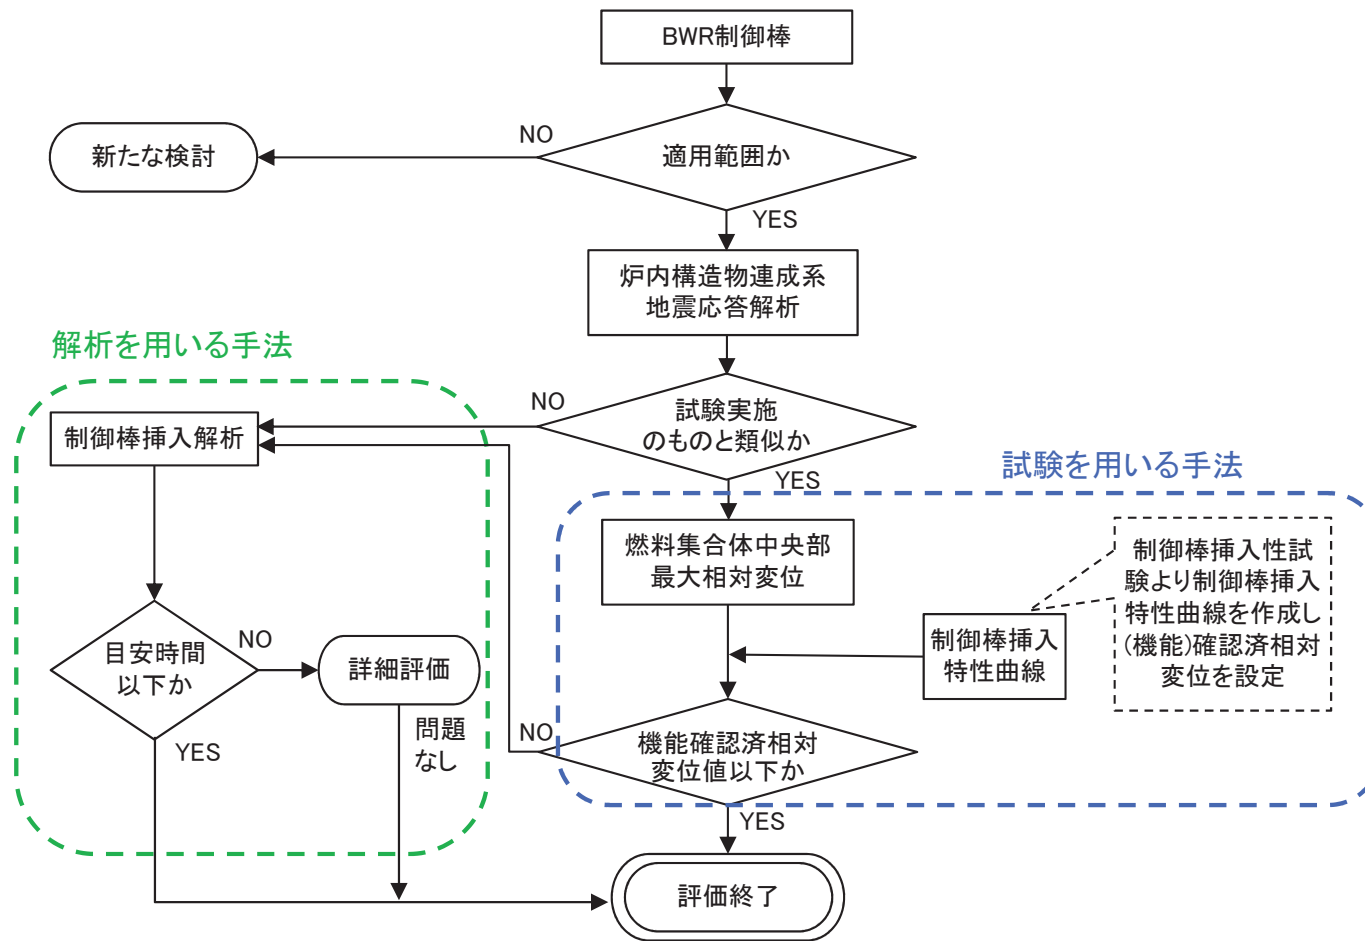 BWR制御棒
NO
新たな検討
適用範囲か
YES
炉内構造物連成系
地震応答解析
解析を用いる手法
NO
制御棒挿入解析
試験実施
のものと類似か
YES
試験を用いる手法
燃料集合体中央部
最大相対変位
制御棒挿入性試
験より制御棒挿入
特性曲線を作成し
(機能)確認済相対
変位を設定
制御棒挿入
特性曲線
目安時間
以下か
NO
詳細評価
YES
問題
なし
NO
機能確認済相対
変位値以下か
YES
評価終了